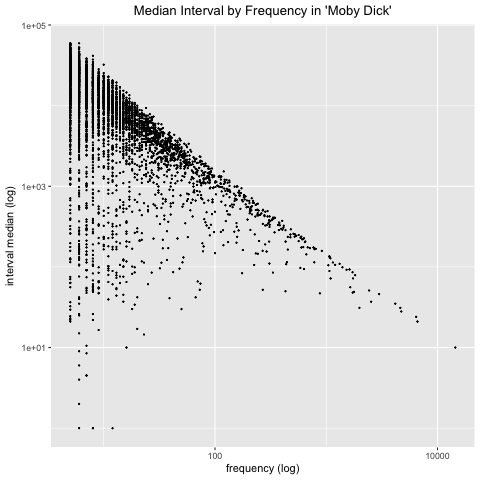 Median Interval by Frequency in 'Moby Dick'
1e+05
1e+03
1e+01
interval median (log)
100
10000
frequency (log)